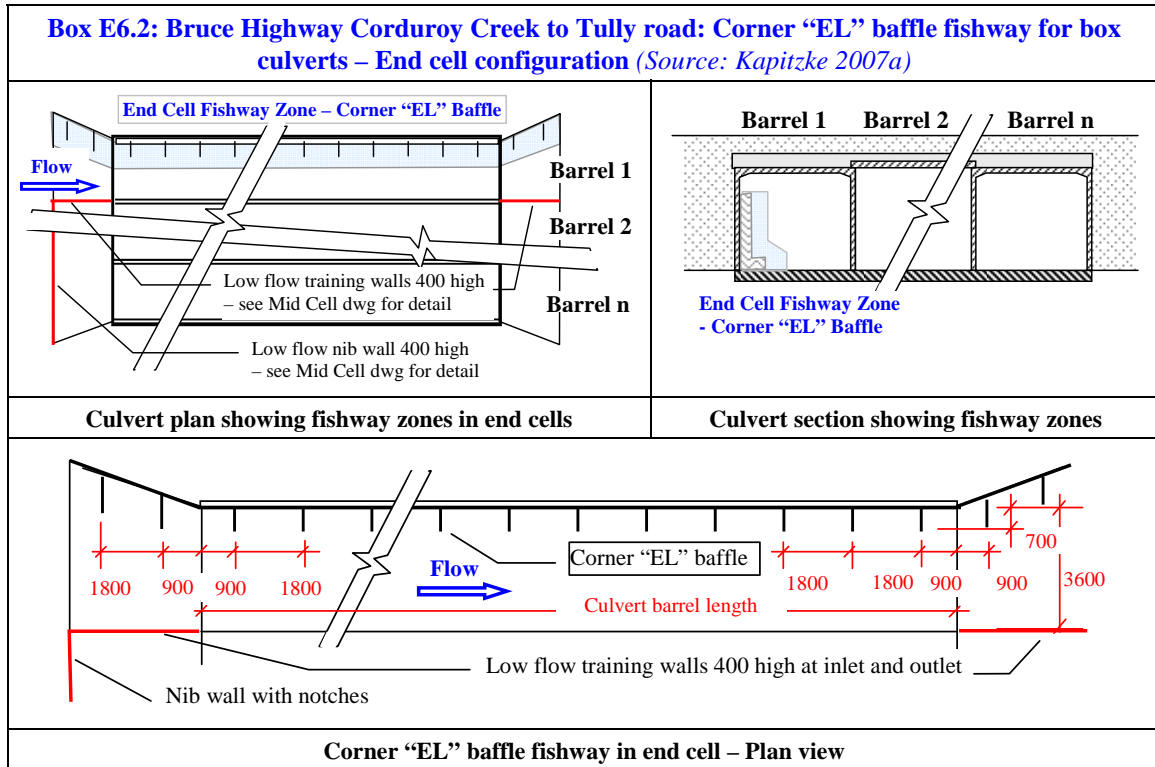 Box E6.2: Bruce Highway Corduroy Creek to Tully road: Corner “EL” baffle fishway for box
culverts – End cell configuration (Source: Kapitzke 2007a)
End Cell Fishway Zone – Corner “EL” Baffle
Flow
Barrel 1
Barrel 2
Barrel n
Low flow training walls 400 high
– see Mid Cell dwg for detail
Low flow nib wall 400 high
– see Mid Cell dwg for detail
Barrel 1
Barrel 2
Barrel n
End Cell Fishway Zone
- Corner “EL” Baffle
Culvert plan showing fishway zones in end cells
Culvert section showing fishway zones
Corner “EL” baffle
Flow
1800
900
900
1800
1800
1800
900
900
700
3600
Culvert barrel length
Low flow training walls 400 high at inlet and outlet
Nib wall with notches
Corner “EL” baffle fishway in end cell – Plan view